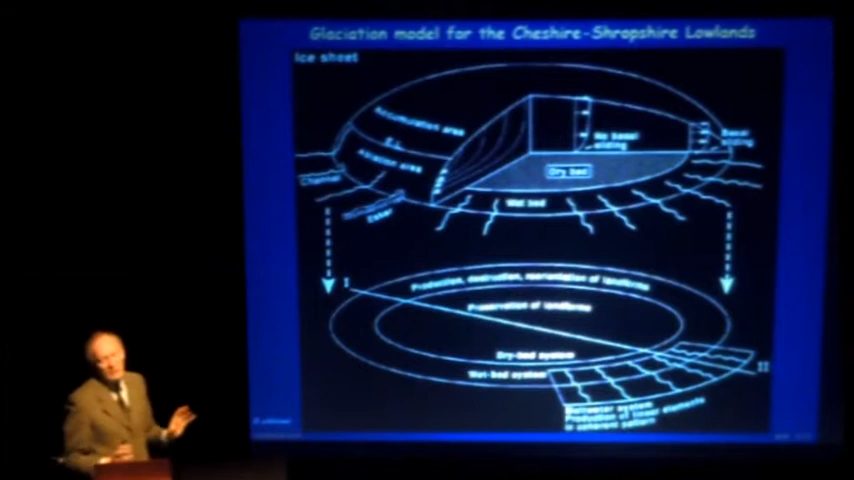 Glaciation model for the Cheshire-Shropshire Lowlands
Ice sheet
Accumulation area
E.L.
Ablation area
No basal
sliding
Basal
sliding
Dry bed
Channel
Esker
Wet bed
I
Production, destruction, reorientation of landforms
Preservation of landforms
Dry-bed system
Wet-bed system
II
Meltwater system
Production of linear elements
in coherent pattern